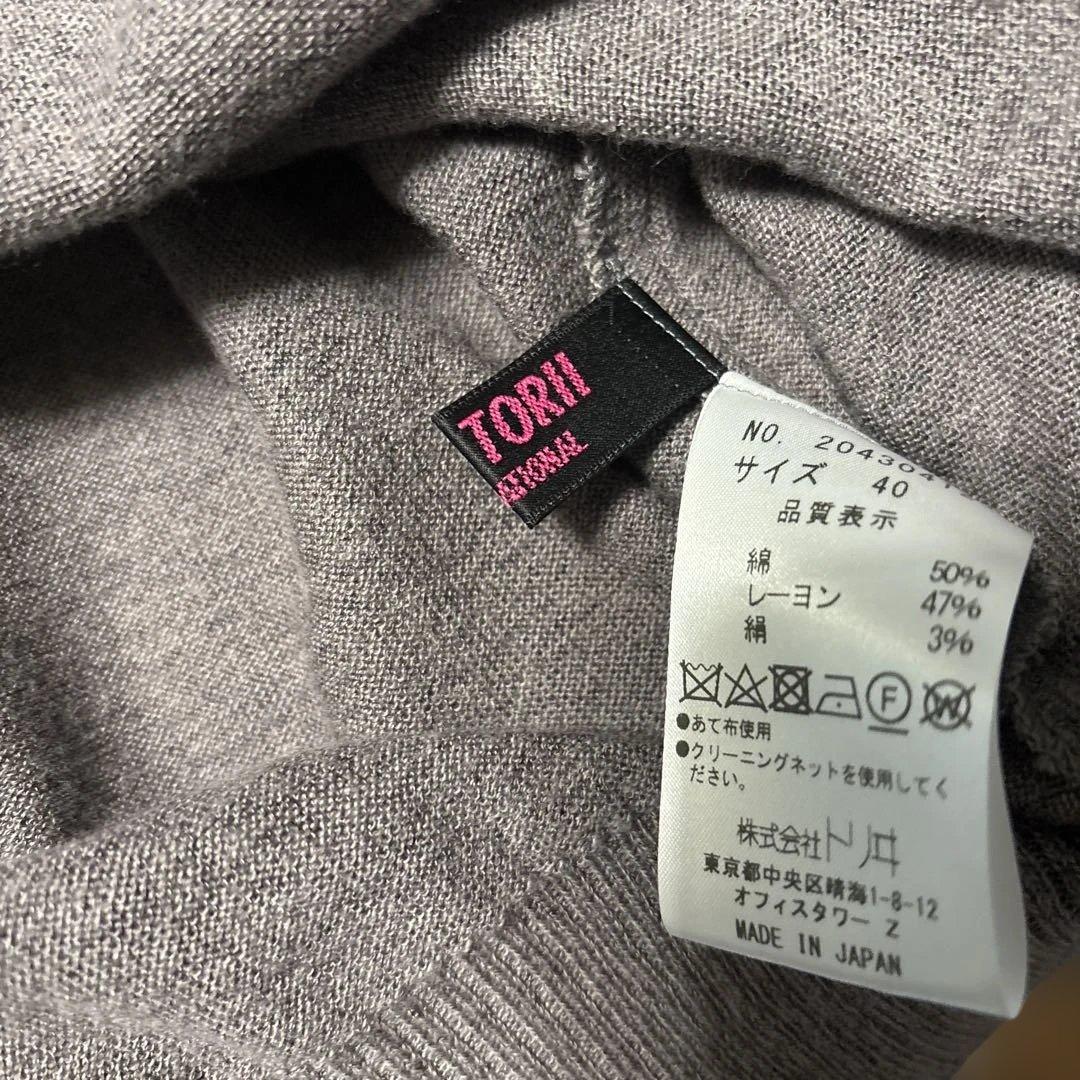 TORII
NO. 20430
サイズ 40
品質表示
綿 50%
レーヨン 47%
絹 3%
F
W
●あて布使用
●クリーニングネットを使用してく
ださい。
株式会社トリヰ
東京都中央区晴海1-8-12
オフィスタワー Z
MADE IN JAPAN